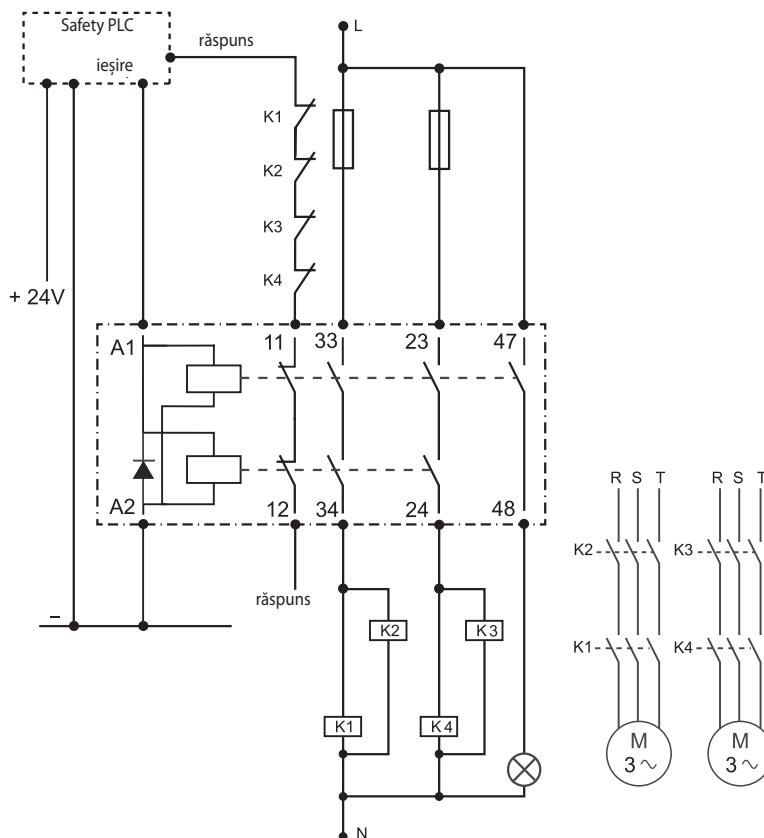 Safety PLC
ieșire
răspuns
L
K1
K2
K3
K4
+ 24V
A1
11
33
23
47
A2
12
34
24
48
răspuns
–
K2
K3
K1
K4
N
R S T
R S T
K2
K3
K1
K4
M
3
M
3